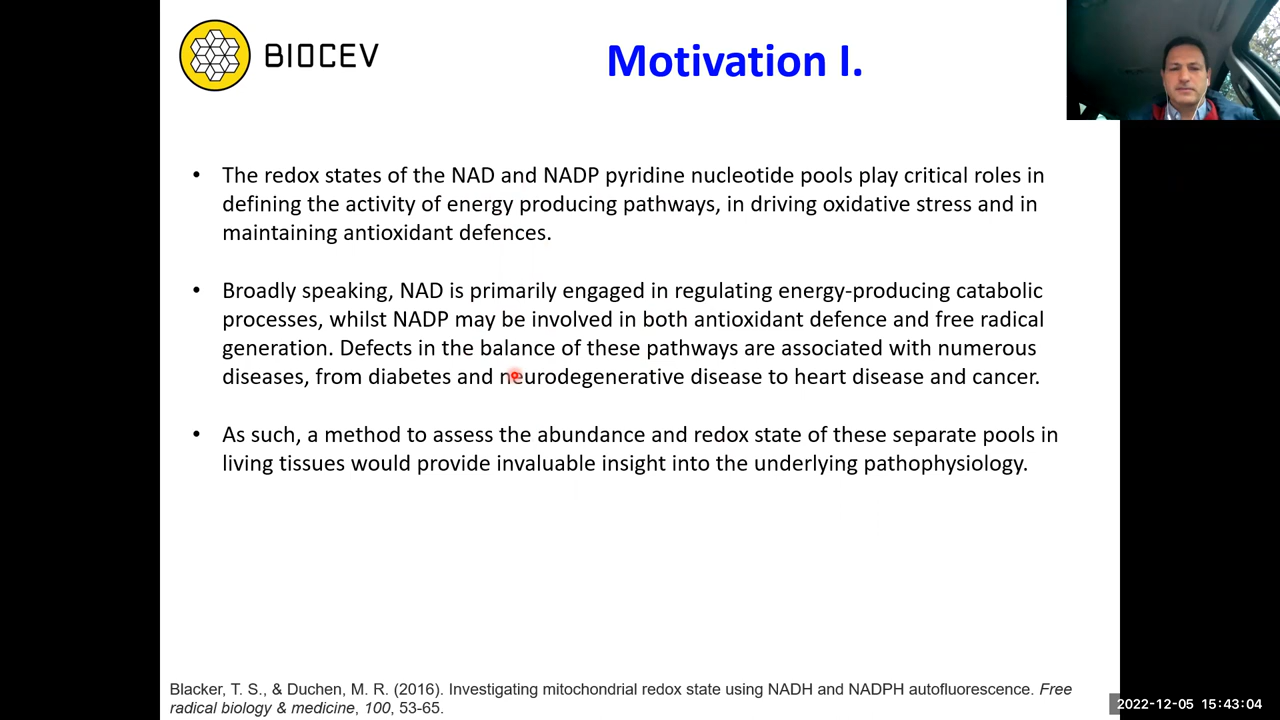 BIOCEV
Motivation I.
• The redox states of the NAD and NADP pyridine nucleotide pools play critical roles in
defining the activity of energy producing pathways, in driving oxidative stress and in
maintaining antioxidant defences.
• Broadly speaking, NAD is primarily engaged in regulating energy-producing catabolic
processes, whilst NADP may be involved in both antioxidant defence and free radical
generation. Defects in the balance of these pathways are associated with numerous
diseases, from diabetes and neurodegenerative disease to heart disease and cancer.
• As such, a method to assess the abundance and redox state of these separate pools in
living tissues would provide invaluable insight into the underlying pathophysiology.
Blacker, T. S., & Duchen, M. R. (2016). Investigating mitochondrial redox state using NADH and NADPH autofluorescence. Free
radical biology & medicine, 100, 53-65.
2022-12-05 15:43:04